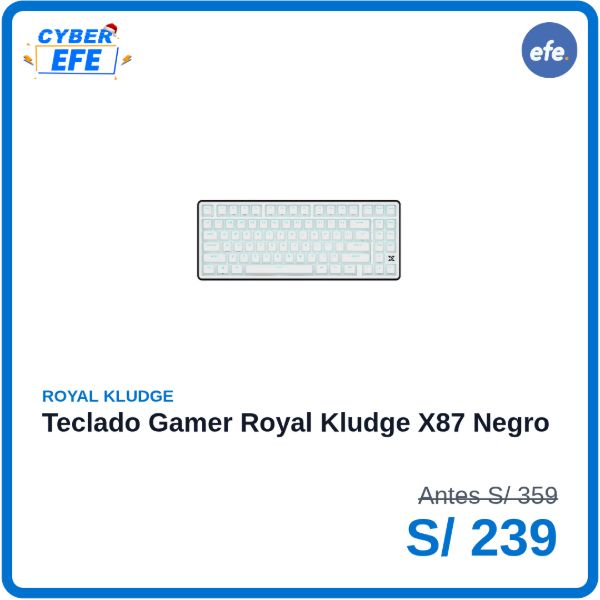 CYBER
EFE
efe.
ROYAL KLUDGE
Teclado Gamer Royal Kludge X87 Negro
Antes S/ 359
S/ 239